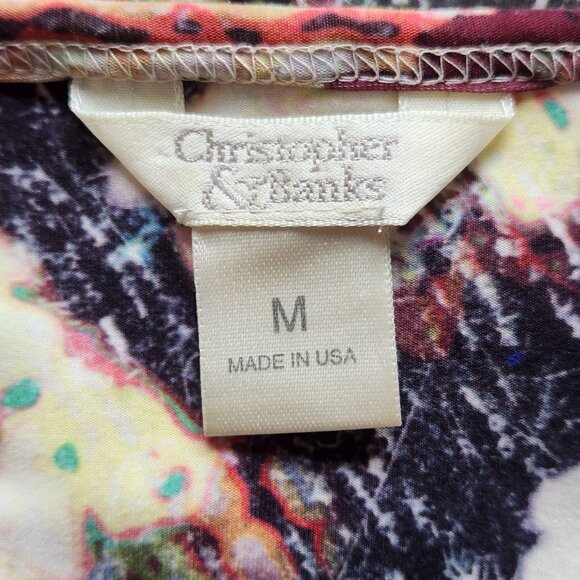 Christopher
& Banks
M
MADE IN USA